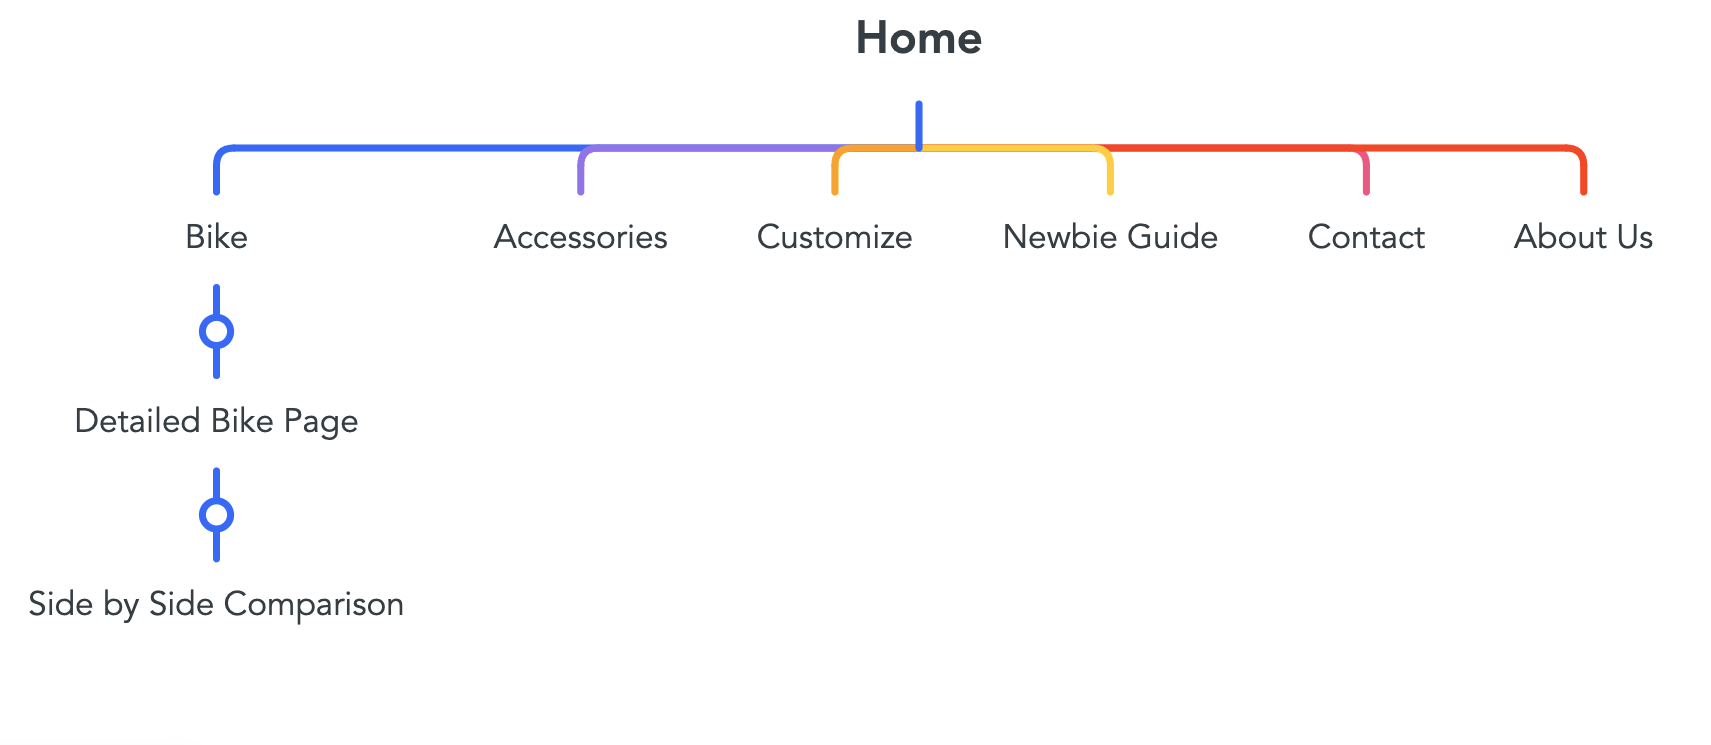 Home
Bike
Accessories
Customize
Newbie Guide
Contact
About Us
Detailed Bike Page
Side by Side Comparison